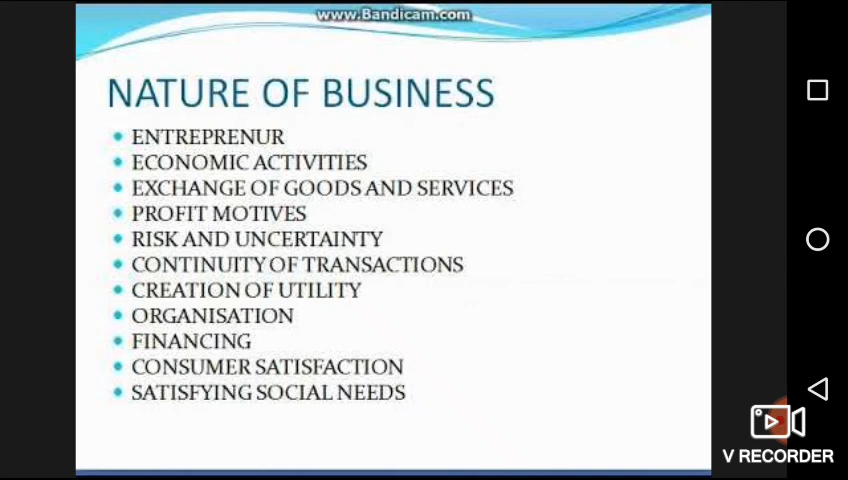 www.Bandicam.com
NATURE OF BUSINESS
ENTREPRENUR
ECONOMIC ACTIVITIES
EXCHANGE OF GOODS AND SERVICES
PROFIT MOTIVES
RISK AND UNCERTAINTY
CONTINUITY OF TRANSACTIONS
CREATION OF UTILITY
ORGANISATION
FINANCING
CONSUMER SATISFACTION
SATISFYING SOCIAL NEEDS
V RECORDER